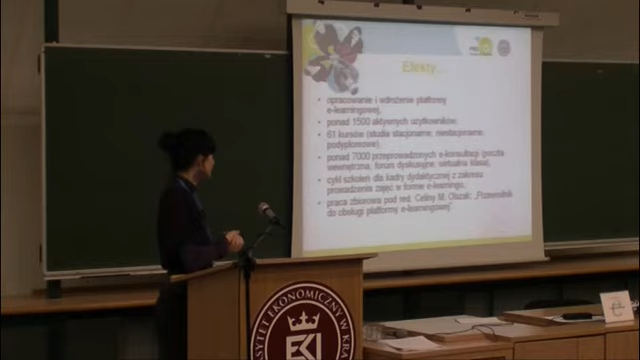 Efekty...
• opracowanie i wdrożenie platformy
e-learningowej,
• ponad 1500 aktywnych użytkowników,
• 61 kursów (studia stacjonarne, niestacjonarne,
podyplomowe),
• ponad 7000 przeprowadzonych e-konsultacji (poczta
wewnętrzna, forum dyskusyjne, wirtualna klasa),
• cykl szkoleń dla kadry dydaktycznej z zakresu
prowadzenia zajęć w formie e-learningu,
• praca zbiorowa pod red. Celiny M. Olszak: „Przewodnik
do obsługi platformy e-learningowej"
SYTET EKONOMICZNY W KRA
EK